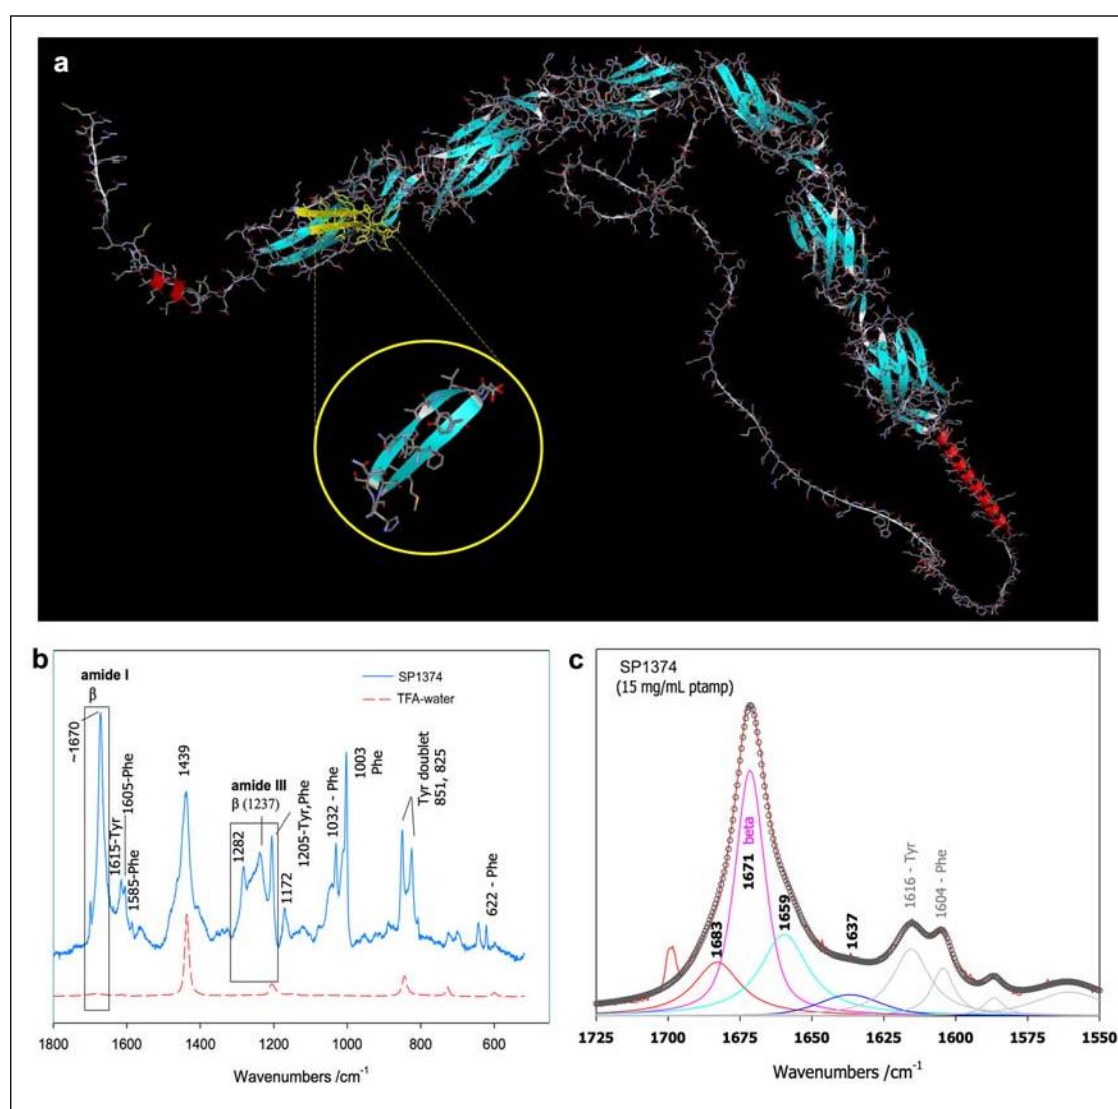 a
b
amide I
β
~1670
1615-Tyr
1605-Phe
1585-Phe
1439
SP1374
TFA-water
amide III
β (1237)
1282
1205-Tyr,Phe
1172
1032 - Phe
1003
Phe
Tyr doublet
851, 825
622 - Phe
1800
1600
1400
1200
1000
800
600
Wavenumbers /cm⁻¹
c
SP1374
(15 mg/mL ptamp)
1671
beta
1683
1659
1637
1616 - Tyr
1604 - Phe
1725
1700
1675
1650
1625
1600
1575
1550
Wavenumbers /cm⁻¹